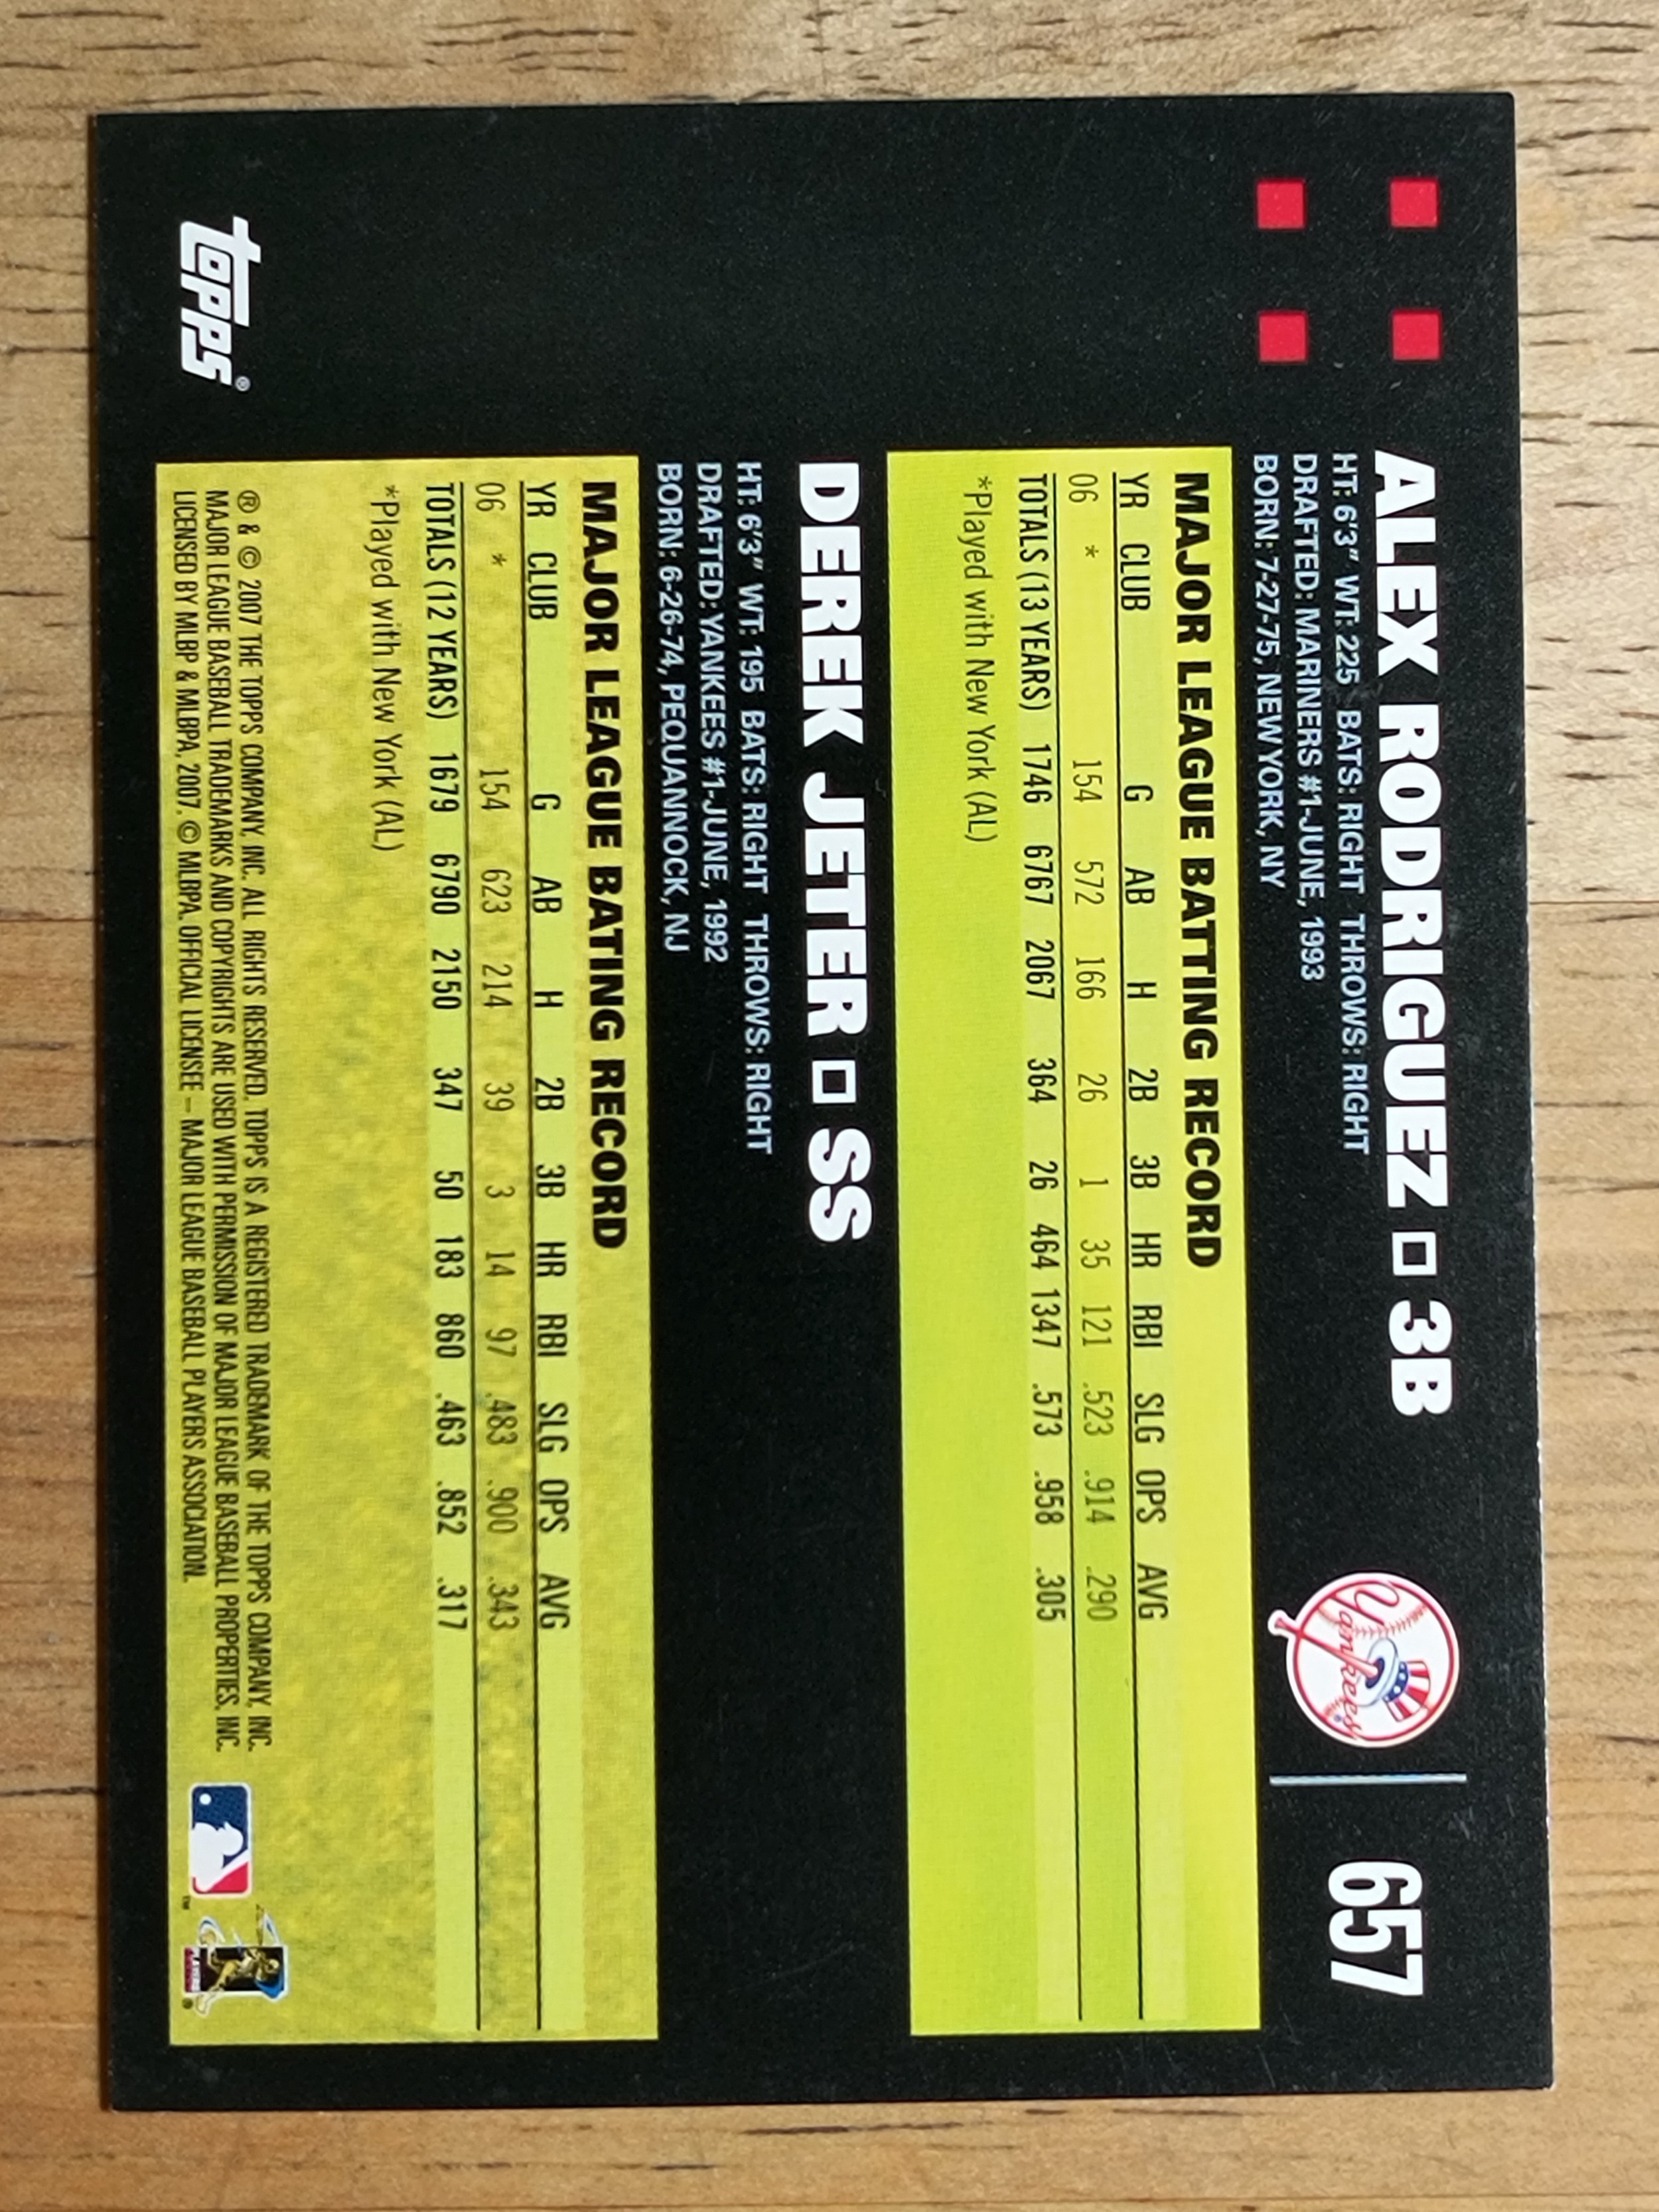 ALEX RODRIGUEZ □ 3B
Yankees
657
HT: 6'3" WT: 225 BATS: RIGHT THROWS: RIGHT
DRAFTED: MARINERS #1-JUNE, 1993
BORN: 7-27-75, NEW YORK, NY
MAJOR LEAGUE BATTING RECORD
YR CLUB G AB H 2B 3B HR RBI SLG OPS AVG
06 * 154 572 166 26 1 35 121 .523 .914 .290
TOTALS (13 YEARS) 1746 6767 2067 364 26 464 1347 .573 .958 .305
*Played with New York (AL)
DEREK JETER □ SS
HT: 6'3" WT: 195 BATS: RIGHT THROWS: RIGHT
DRAFTED: YANKEES #1-JUNE, 1992
BORN: 6-26-74, PEQUANNOCK, NJ
MAJOR LEAGUE BATING RECORD
YR CLUB G AB H 2B 3B HR RBI SLG OPS AVG
06 * 154 623 214 39 3 14 97 .483 .900 .343
TOTALS (12 YEARS) 1679 6790 2150 347 50 183 860 .463 .852 .317
*Played with New York (AL)
® & © 2007 THE TOPPS COMPANY, INC. ALL RIGHTS RESERVED. TOPPS IS A REGISTERED TRADEMARK OF THE TOPPS COMPANY, INC.
MAJOR LEAGUE BASEBALL TRADEMARKS AND COPYRIGHTS ARE USED WITH PERMISSION OF MAJOR LEAGUE BASEBALL PROPERTIES, INC.
LICENSED BY MLBP & MLBPA, 2007. © MLBPA. OFFICIAL LICENSEE – MAJOR LEAGUE BASEBALL PLAYERS ASSOCIATION.
topps®